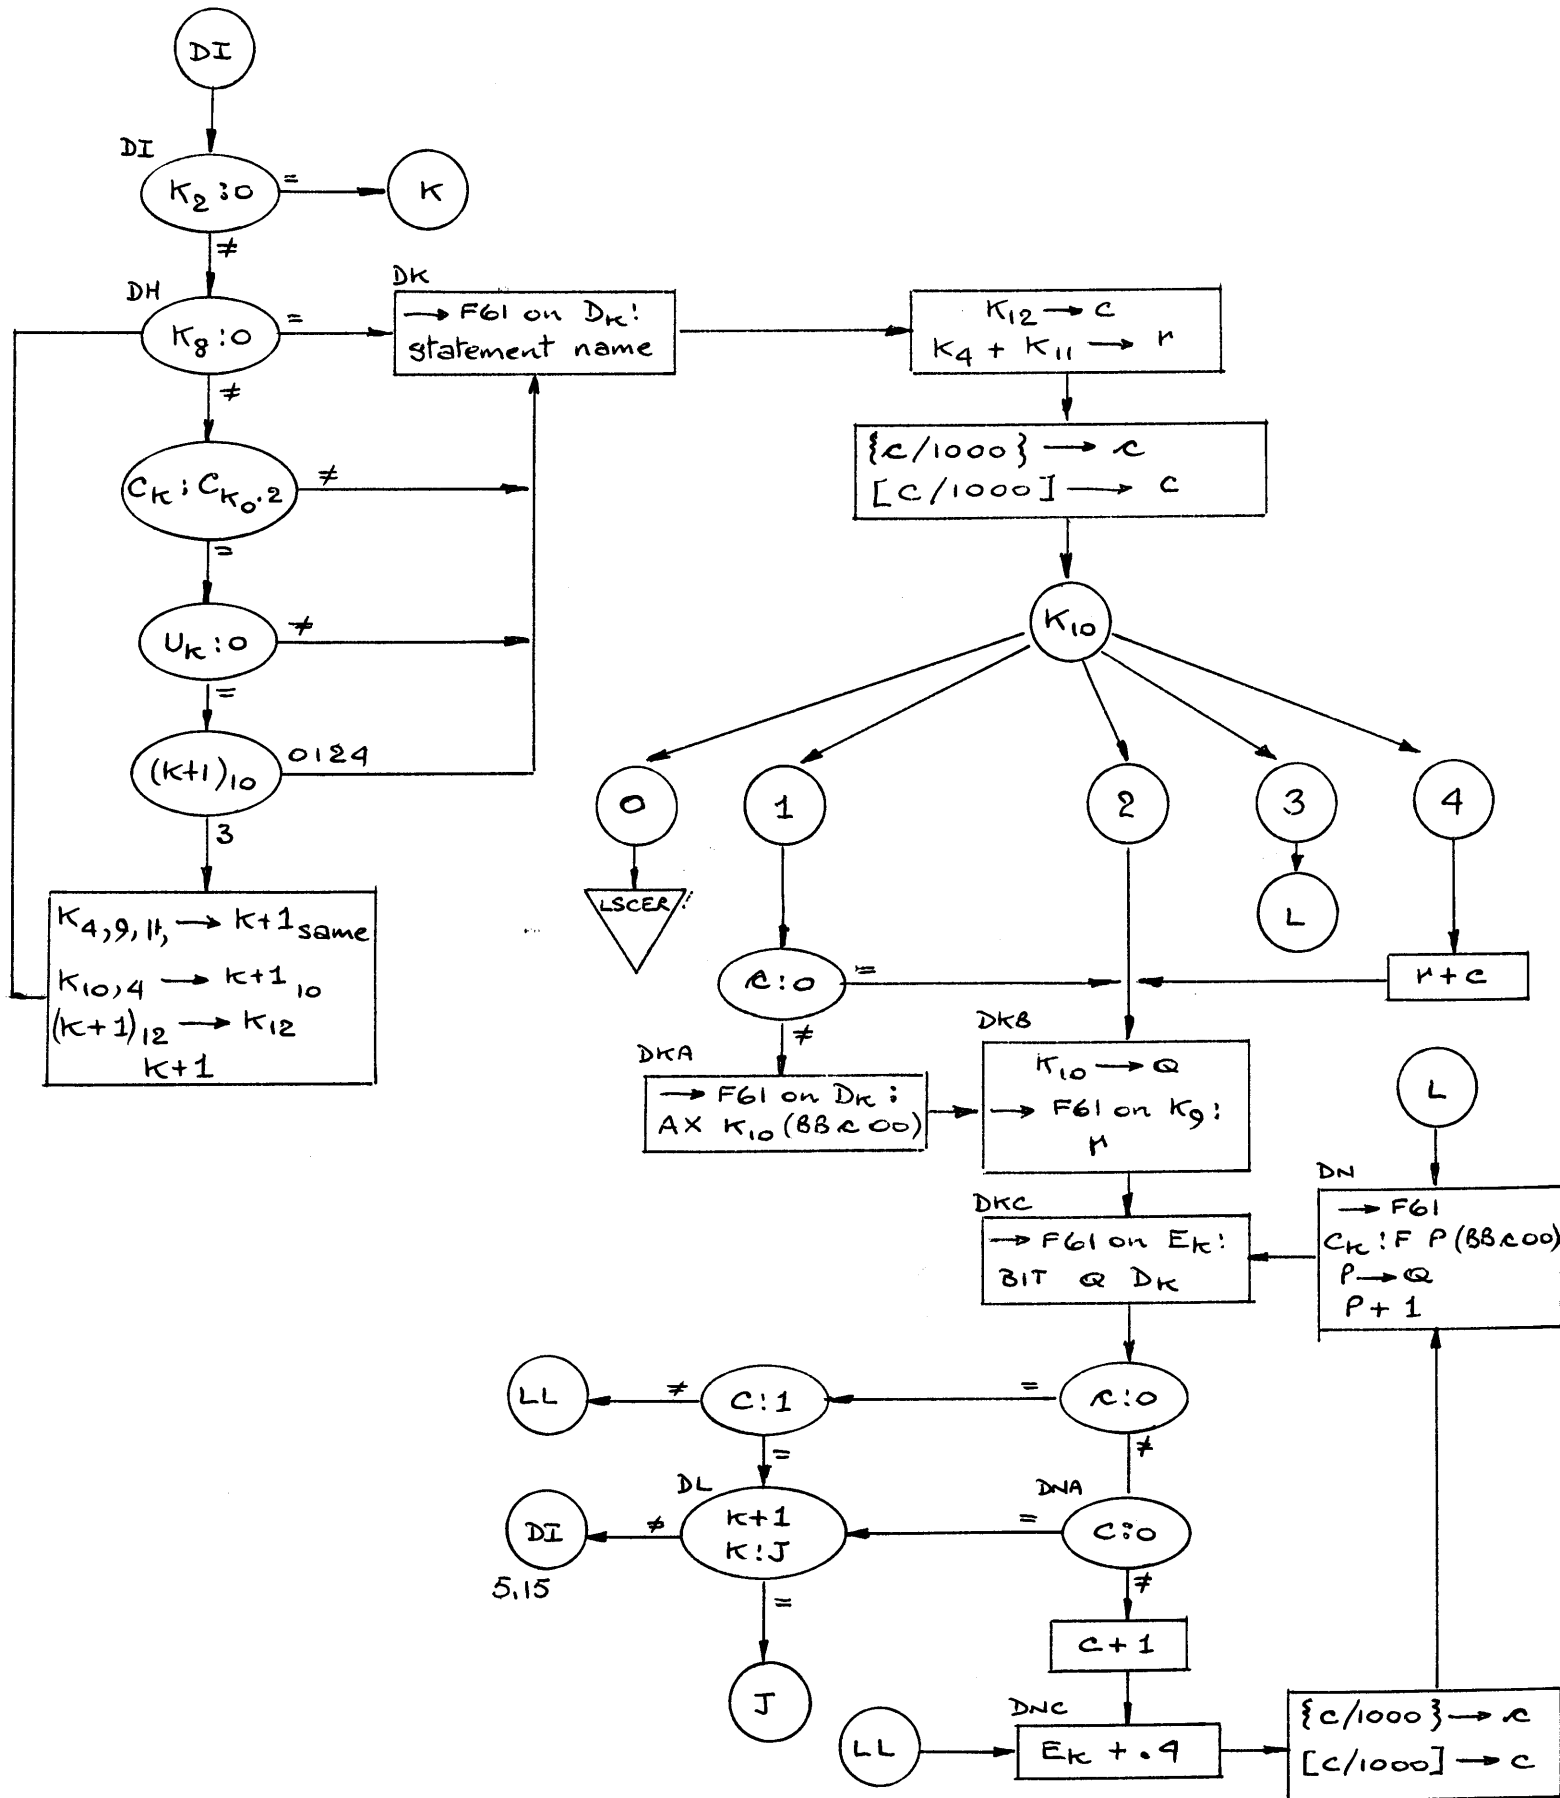 DI
DI
K₂ : 0
=
K
≠
DH
K₈ : 0
=
DK
→ F61 on Dₖ :
statement name
K₁₂ → C
K₄ + K₁₁ → r
≠
{c/1000} → c
[C/1000] → C
Cₖ : Cₖ₀.₂
≠
=
Uₖ : 0
≠
=
(K+1)₁₀
0124
3
K₁₀
0
1
2
3
4
K₄,₉,₁₁, → K+1 same
K₁₀,₄ → K+1 ₁₀
(K+1)₁₂ → K₁₂
K+1
LSCER
L
c : 0
=
≠
r + c
DKA
→ F61 on Dₖ :
AX K₁₀ (BB c 00)
DKB
K₁₀ → Q
→ F61 on K₉ :
r
L
DKC
→ F61 on Eₖ :
BIT Q Dₖ
DN
→ F61
Cₖ : F P (BB c 00)
P → Q
P + 1
LL
≠
C : 1
=
c : 0
=
≠
DL
K+1
K : J
≠
DI
5,15
=
DNA
C : 0
=
≠
J
C + 1
LL
DNC
Eₖ + .4
{C/1000} → c
[C/1000] → C